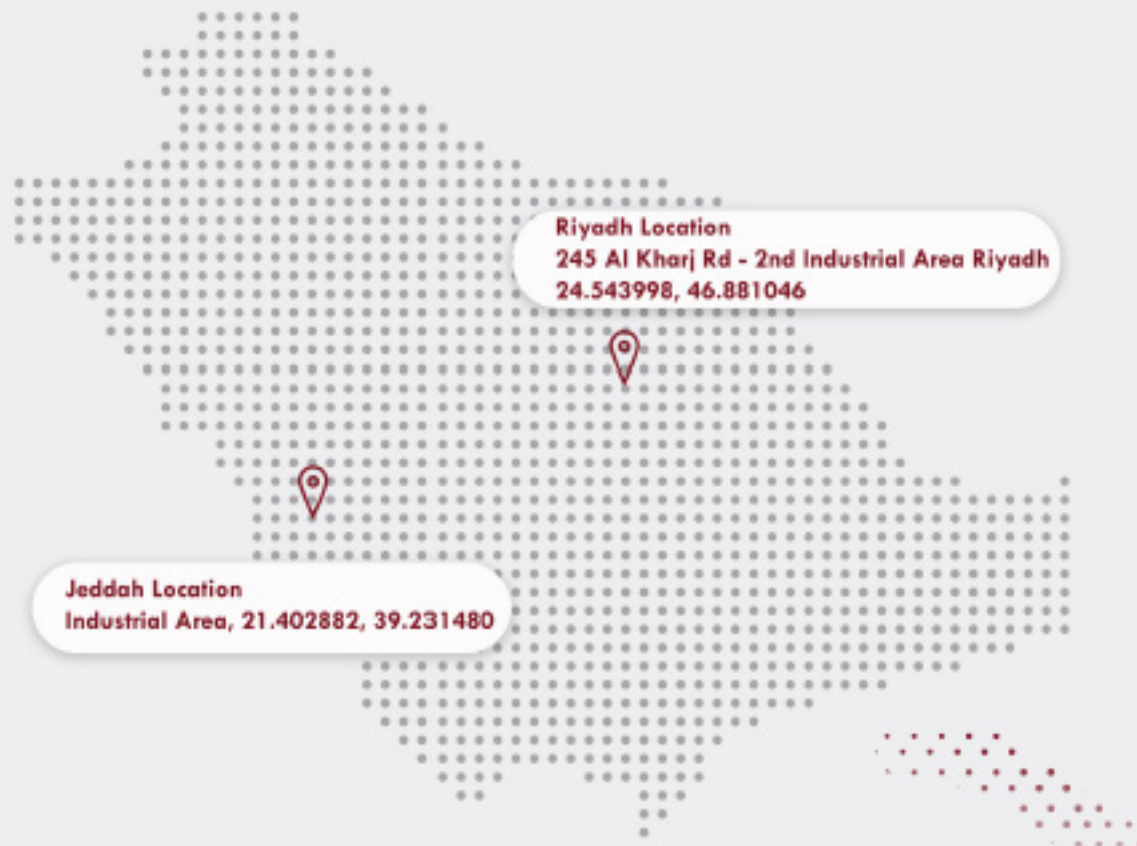 Riyadh Location
245 Al Kharj Rd - 2nd Industrial Area Riyadh
24.543998, 46.881046
Jeddah Location
Industrial Area, 21.402882, 39.231480